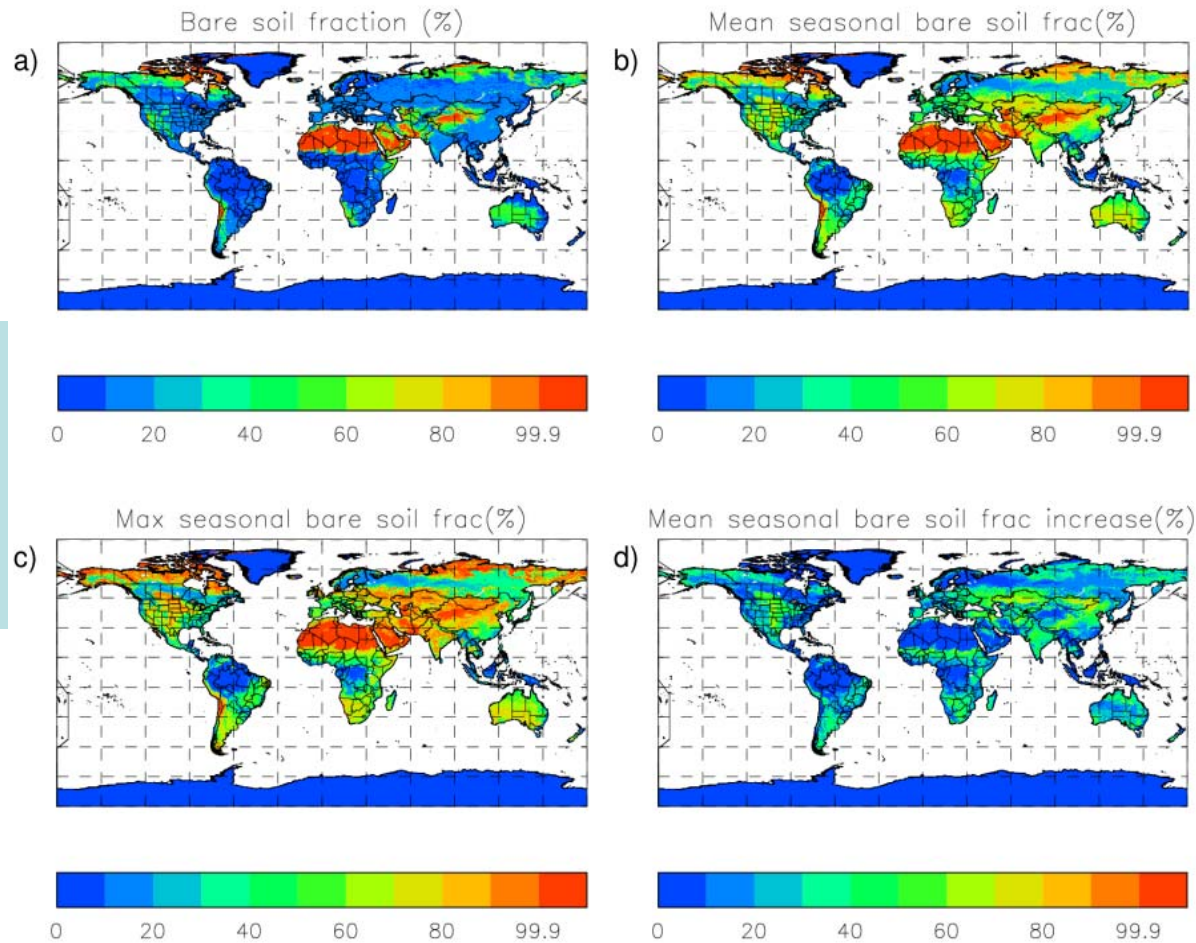 Bare soil fraction (%)
Mean seasonal bare soil frac(%)
a)
b)
0 20 40 60 80 99.9
0 20 40 60 80 99.9
Max seasonal bare soil frac(%)
Mean seasonal bare soil frac increase(%)
c)
d)
0 20 40 60 80 99.9
0 20 40 60 80 99.9